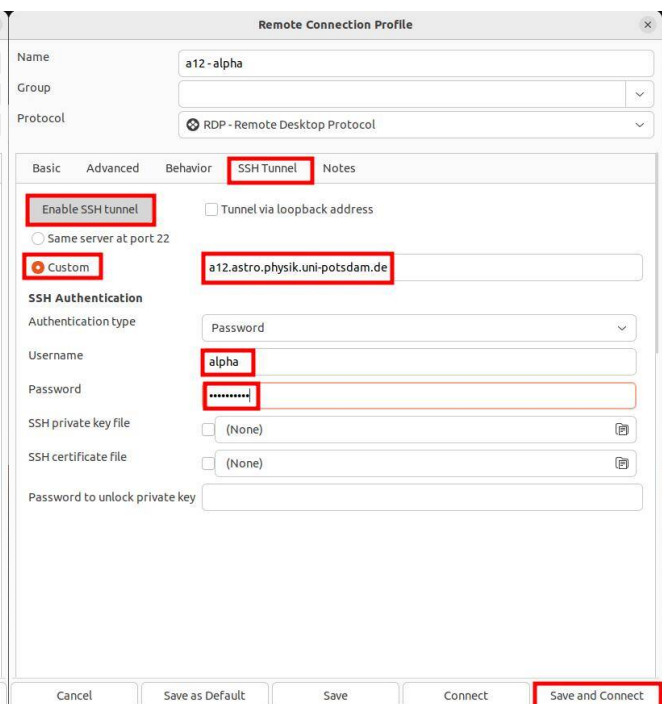 Remote Connection Profile
Name a12 - alpha
Group
Protocol RDP - Remote Desktop Protocol
Basic Advanced Behavior SSH Tunnel Notes
Enable SSH tunnel Tunnel via loopback address
Same server at port 22
Custom a12.astro.physik.uni-potsdam.de
SSH Authentication
Authentication type Password
Username alpha
Password ••••••••••
SSH private key file (None)
SSH certificate file (None)
Password to unlock private key
Cancel Save as Default Save Connect Save and Connect